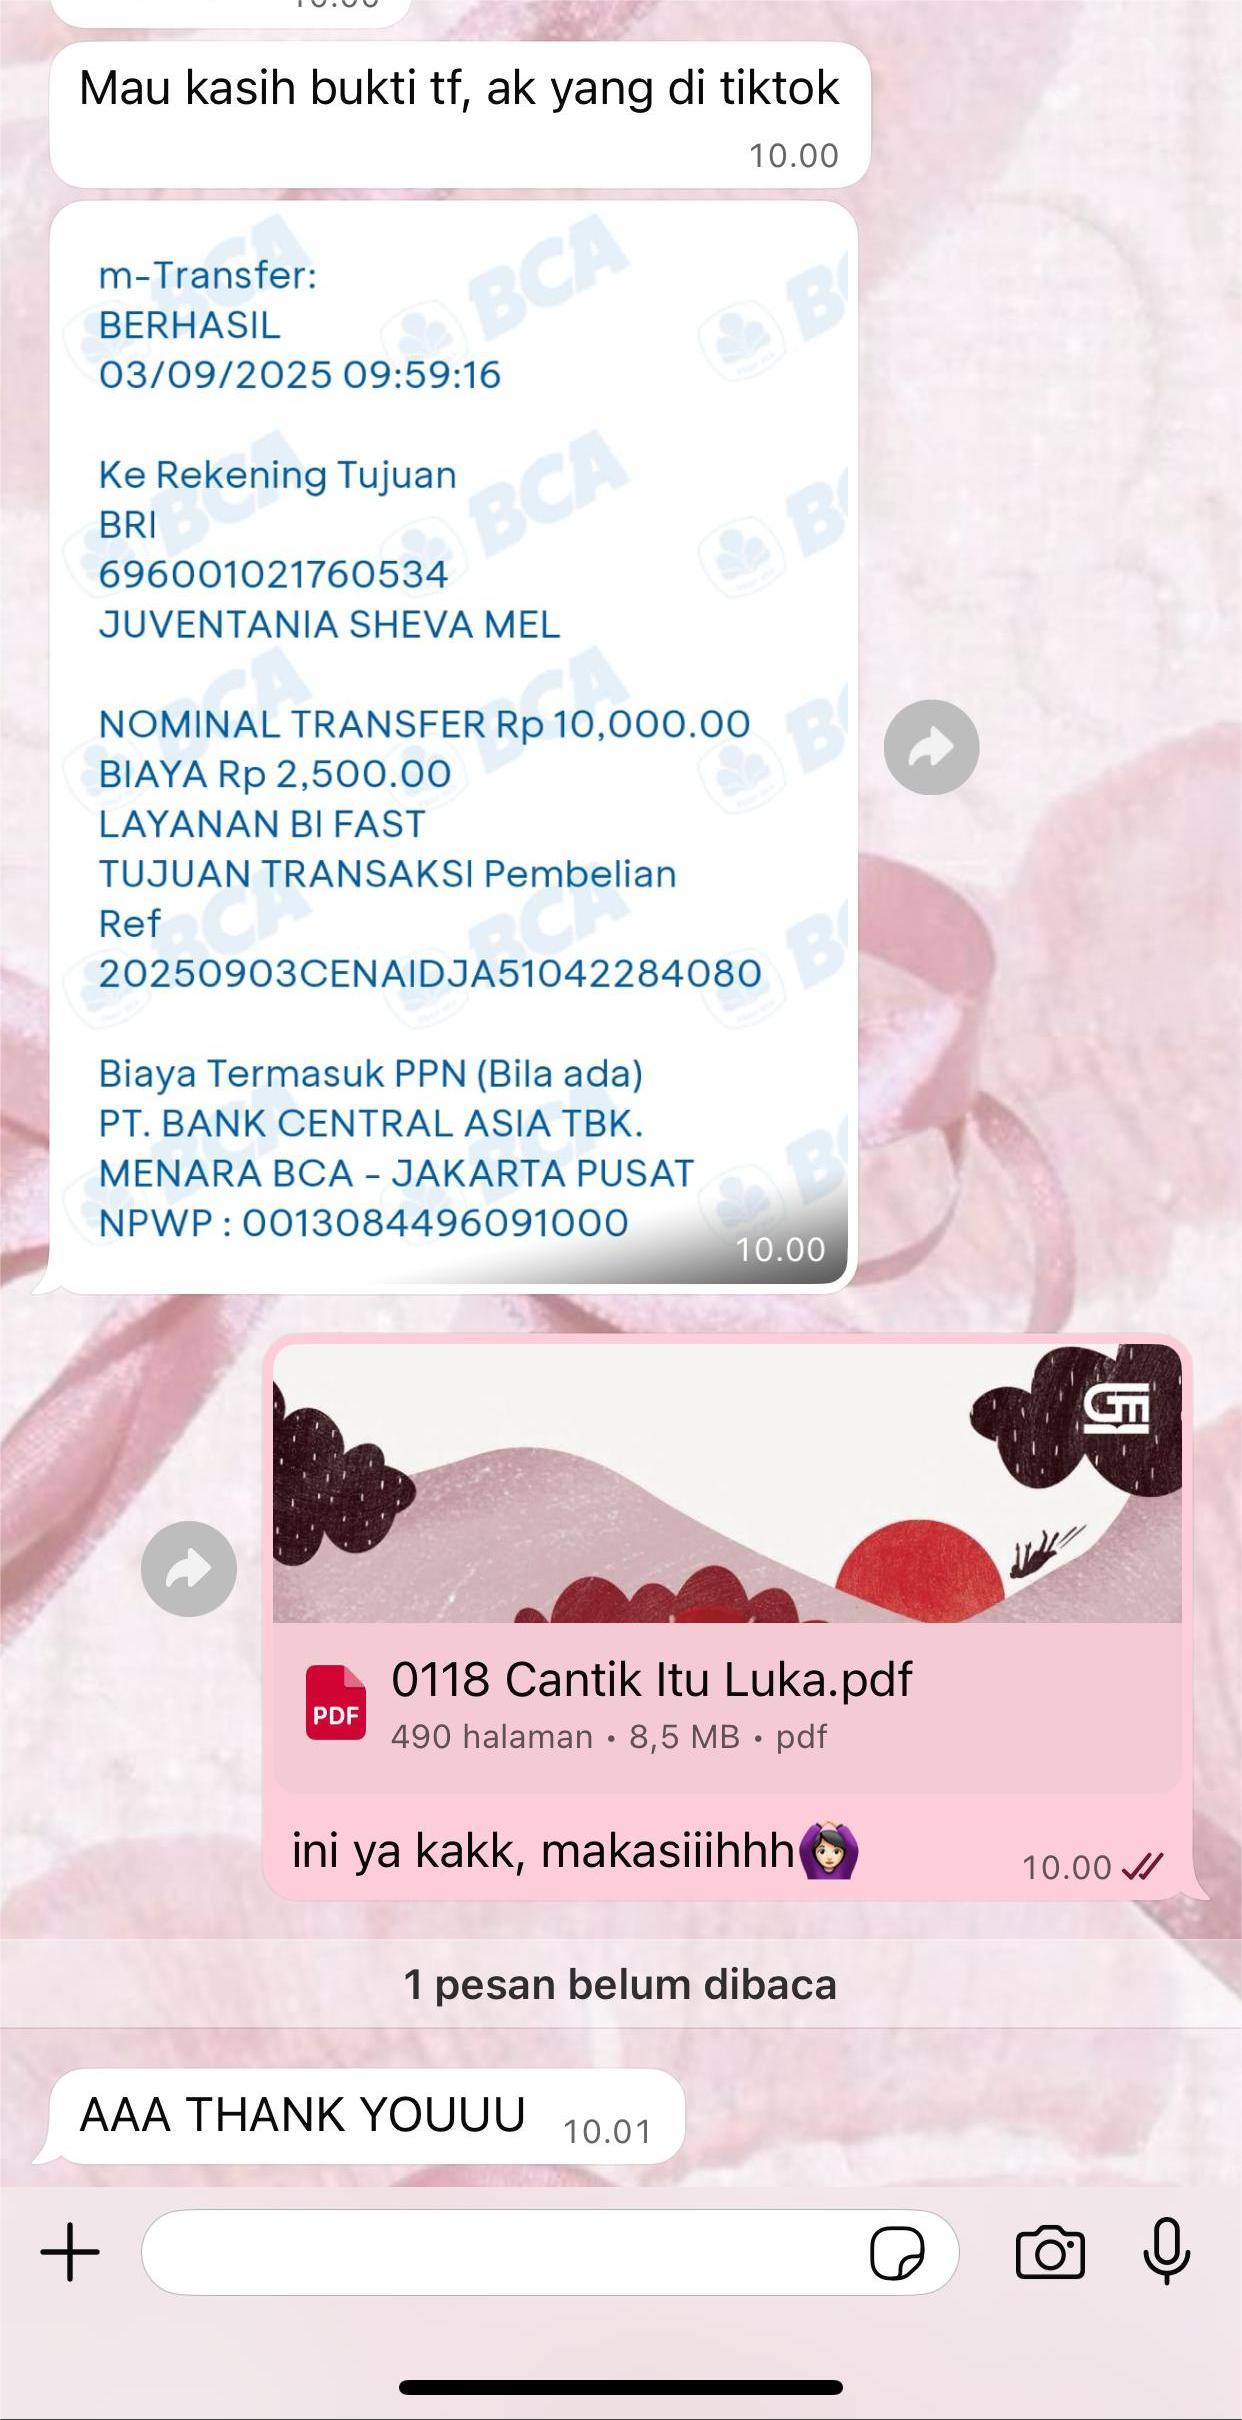 10.00
Mau kasih bukti tf, ak yang di tiktok
10.00
m-Transfer:
BERHASIL
03/09/2025 09:59:16
Ke Rekening Tujuan
BRI
696001021760534
JUVENTANIA SHEVA MEL
NOMINAL TRANSFER Rp 10,000.00
BIAYA Rp 2,500.00
LAYANAN BI FAST
TUJUAN TRANSAKSI Pembelian
Ref
20250903CENAIDJA51042284080
Biaya Termasuk PPN (Bila ada)
PT. BANK CENTRAL ASIA TBK.
MENARA BCA - JAKARTA PUSAT
NPWP : 0013084496091000
10.00
GM
PDF
0118 Cantik Itu Luka.pdf
490 halaman • 8,5 MB • pdf
ini ya kakk, makasiiihhh🙆🏻‍♀️
10.00
1 pesan belum dibaca
AAA THANK YOUUU 10.01